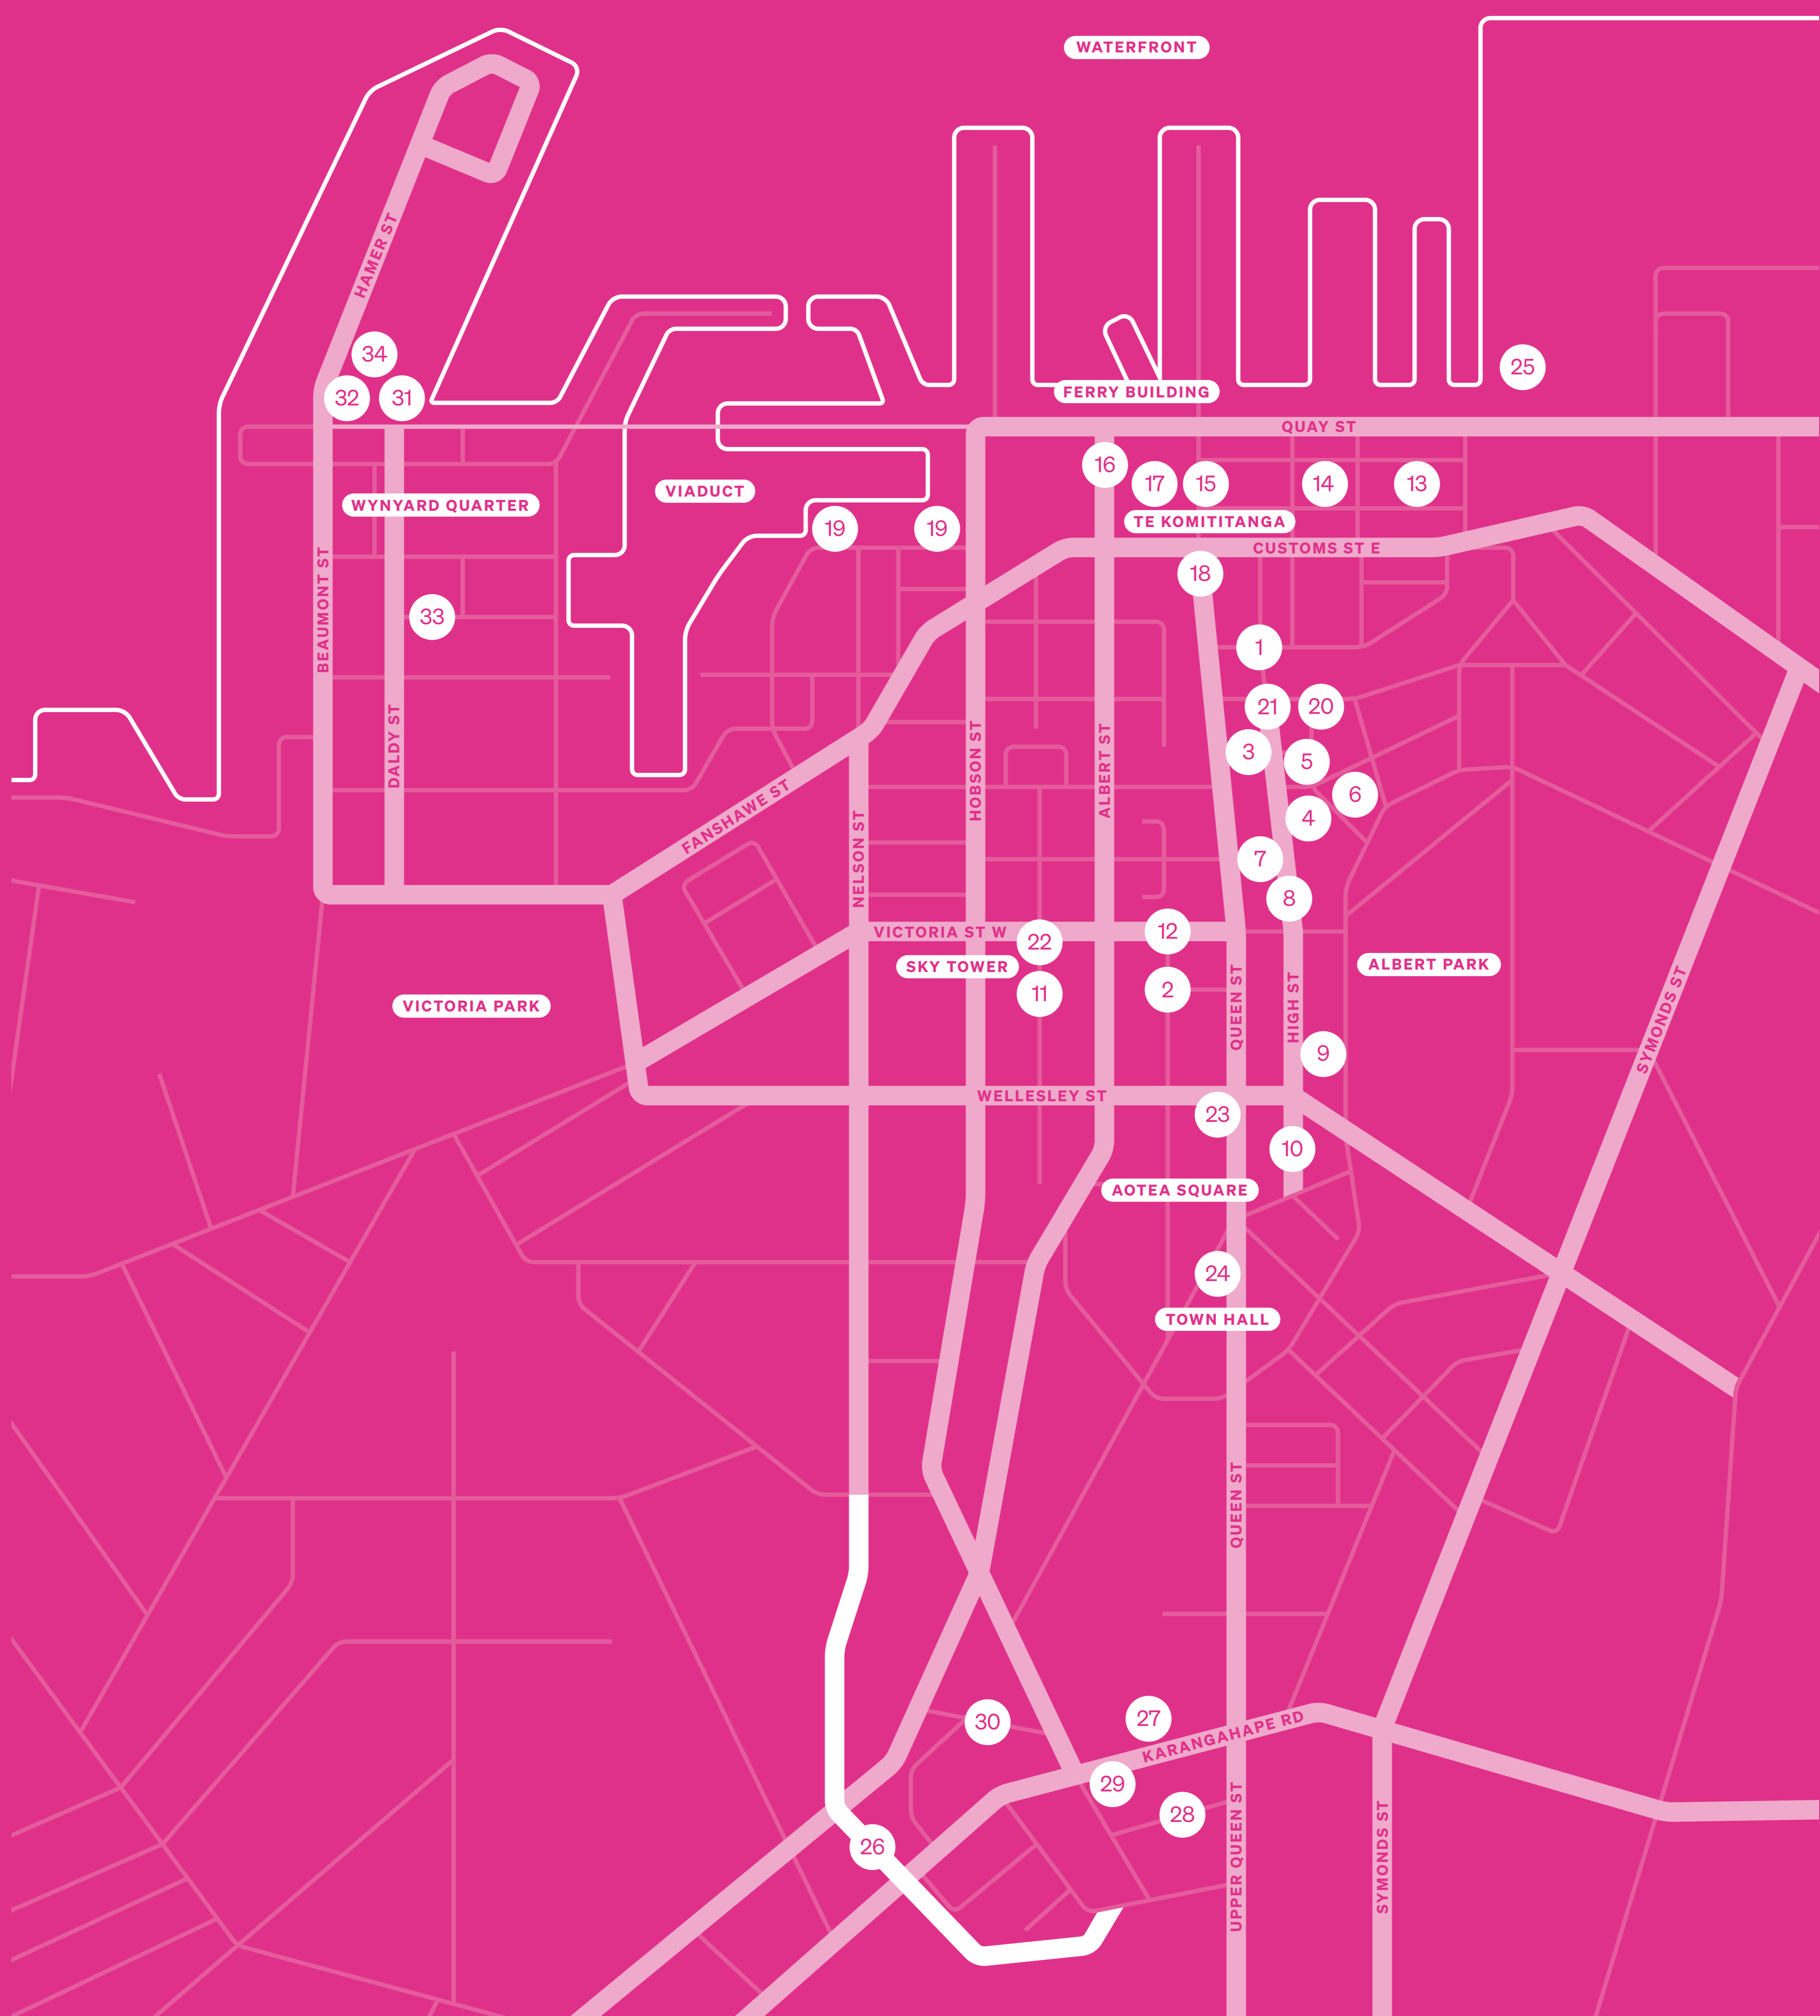 WATERFRONT
HAMER ST
34
32
31
25
FERRY BUILDING
QUAY ST
16
17
15
14
13
WYNYARD QUARTER
VIADUCT
19
19
TE KOMITITANGA
CUSTOMS ST E
18
BEAUMONT ST
33
1
21
20
DALDY ST
3
5
6
4
FANSHAWE ST
NELSON ST
HOBSON ST
ALBERT ST
7
8
VICTORIA ST W
22
12
SKY TOWER
11
2
ALBERT PARK
VICTORIA PARK
QUEEN ST
HIGH ST
SYMONDS ST
9
WELLESLEY ST
23
10
AOTEA SQUARE
24
TOWN HALL
QUEEN ST
30
27
KARANGAHAPE RD
29
28
26
UPPER QUEEN ST
SYMONDS ST